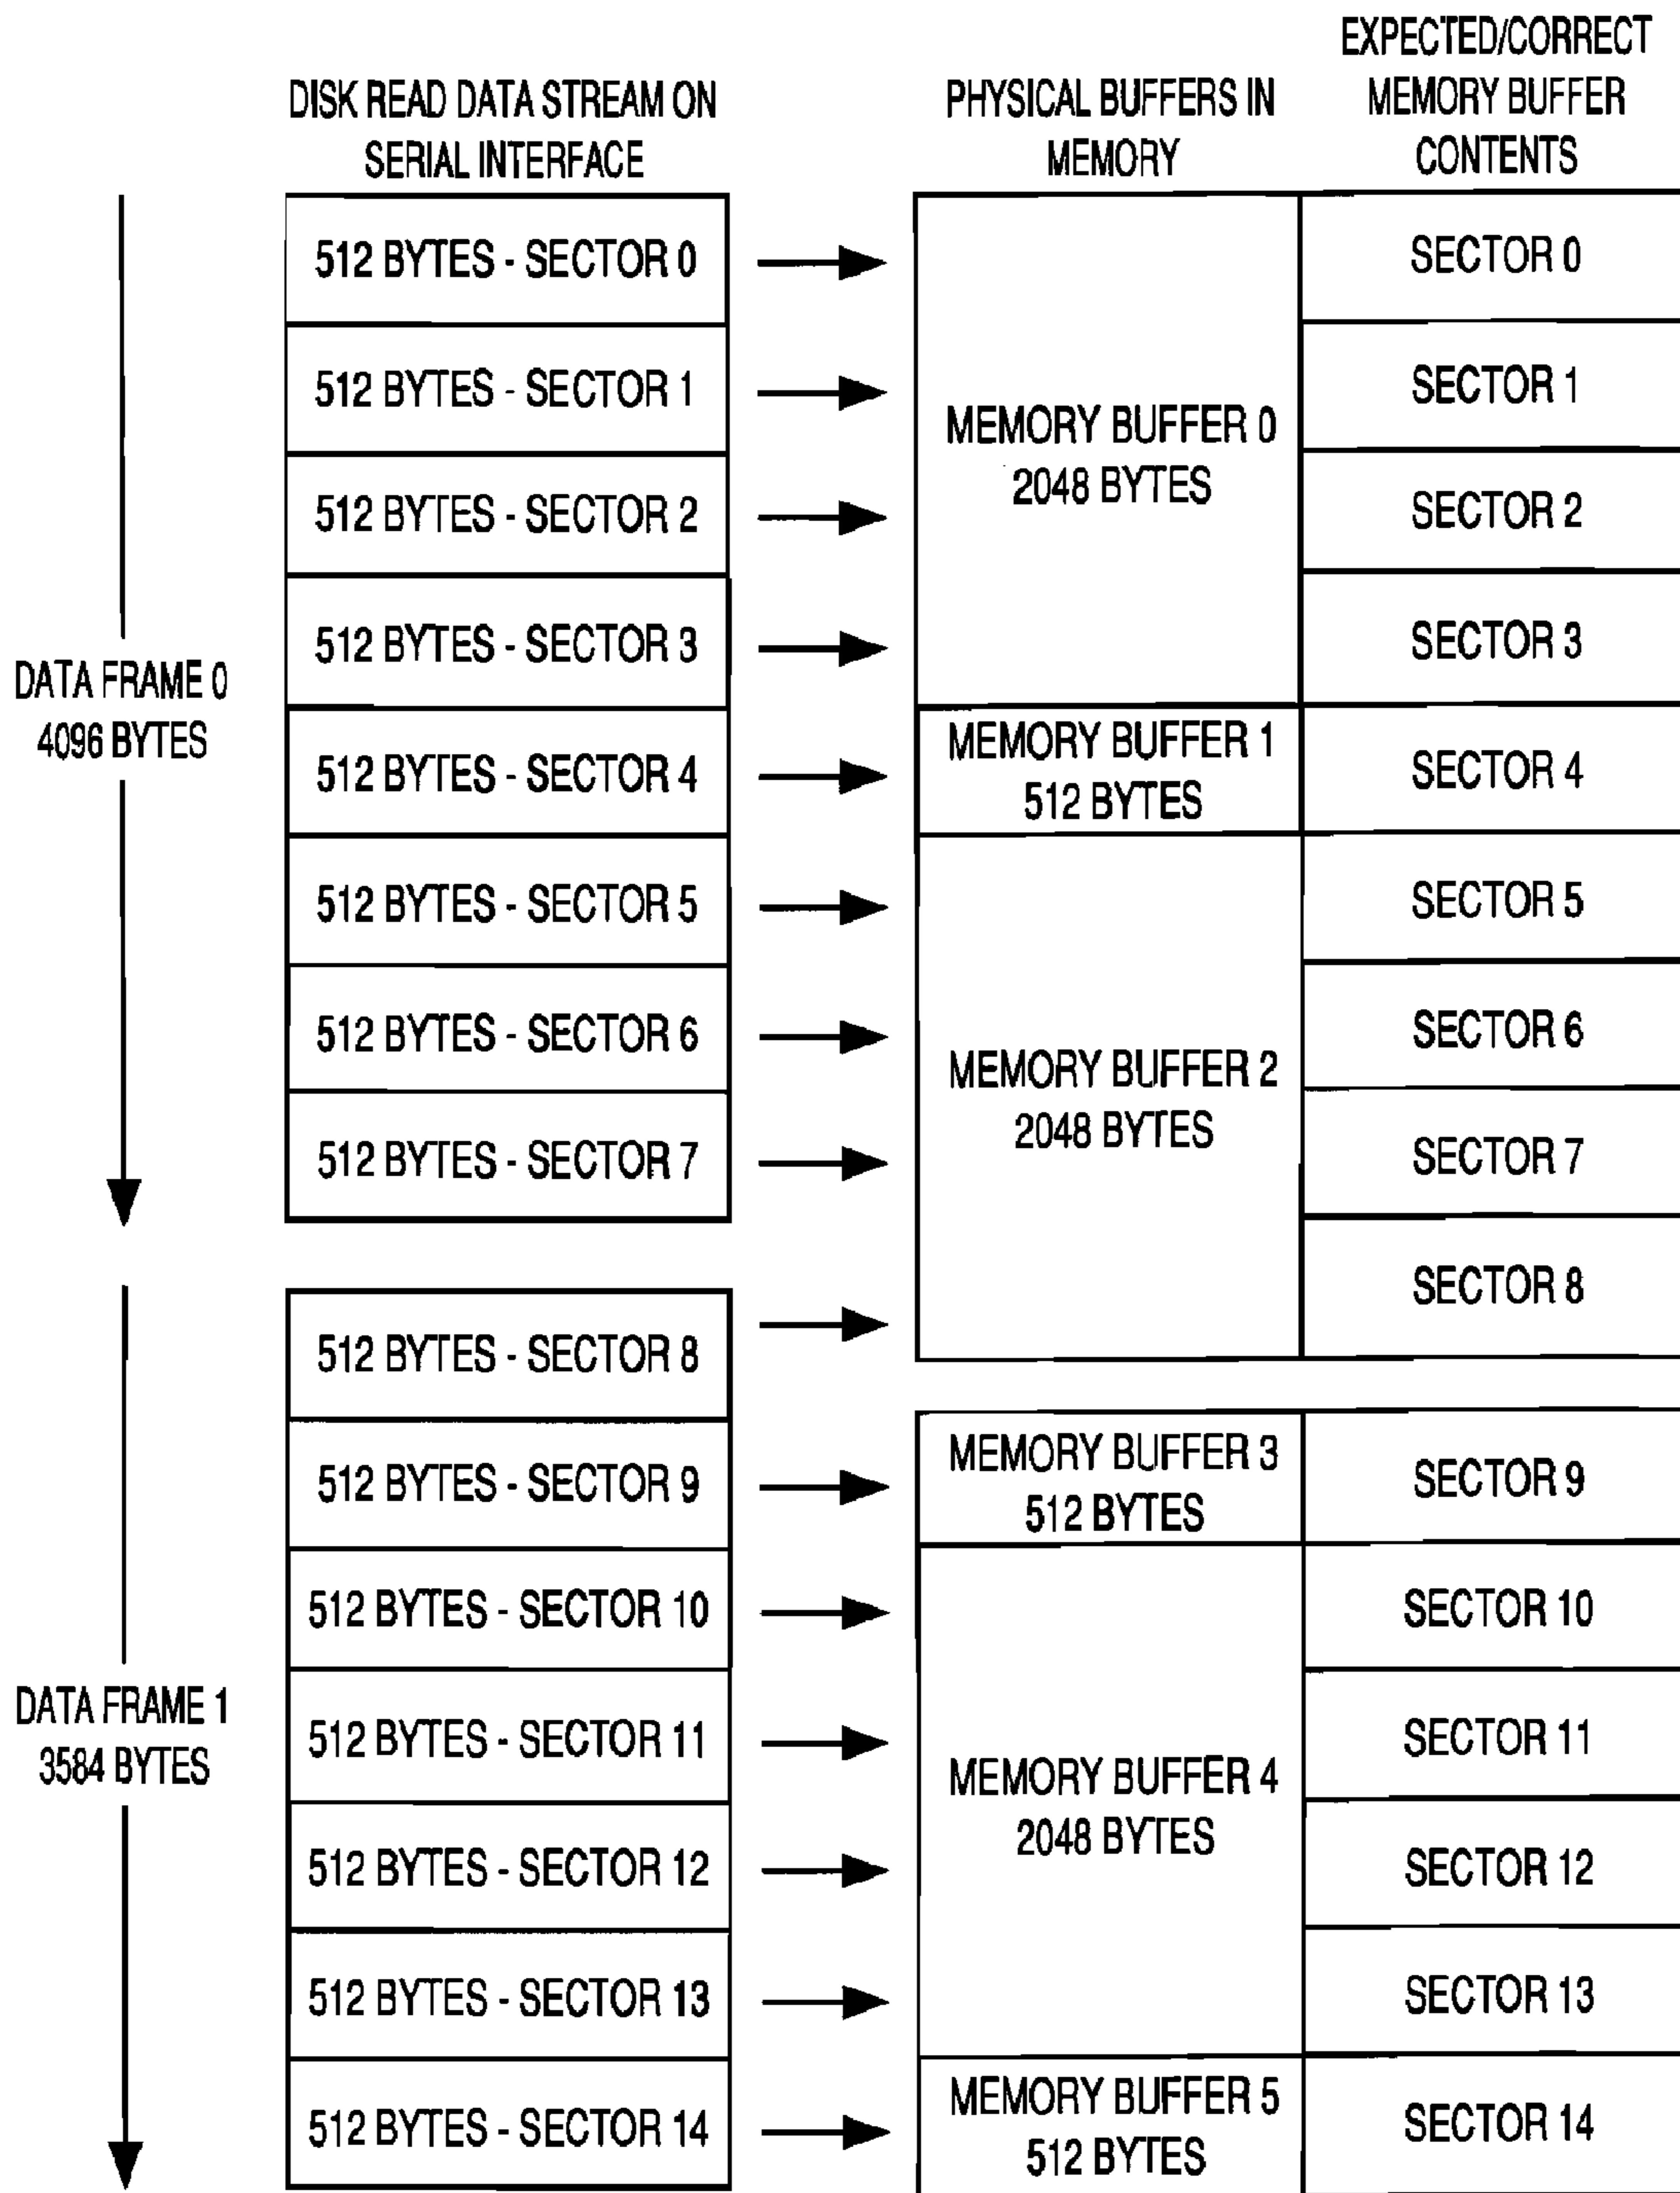 DISK READ DATA STREAM ON
SERIAL INTERFACE
PHYSICAL BUFFERS IN
MEMORY
EXPECTED/CORRECT
MEMORY BUFFER
CONTENTS
DATA FRAME 0
4096 BYTES
512 BYTES - SECTOR 0
512 BYTES - SECTOR 1
512 BYTES - SECTOR 2
512 BYTES - SECTOR 3
512 BYTES - SECTOR 4
512 BYTES - SECTOR 5
512 BYTES - SECTOR 6
512 BYTES - SECTOR 7
DATA FRAME 1
3584 BYTES
512 BYTES - SECTOR 8
512 BYTES - SECTOR 9
512 BYTES - SECTOR 10
512 BYTES - SECTOR 11
512 BYTES - SECTOR 12
512 BYTES - SECTOR 13
512 BYTES - SECTOR 14
MEMORY BUFFER 0
2048 BYTES
MEMORY BUFFER 1
512 BYTES
MEMORY BUFFER 2
2048 BYTES
MEMORY BUFFER 3
512 BYTES
MEMORY BUFFER 4
2048 BYTES
MEMORY BUFFER 5
512 BYTES
SECTOR 0
SECTOR 1
SECTOR 2
SECTOR 3
SECTOR 4
SECTOR 5
SECTOR 6
SECTOR 7
SECTOR 8
SECTOR 9
SECTOR 10
SECTOR 11
SECTOR 12
SECTOR 13
SECTOR 14